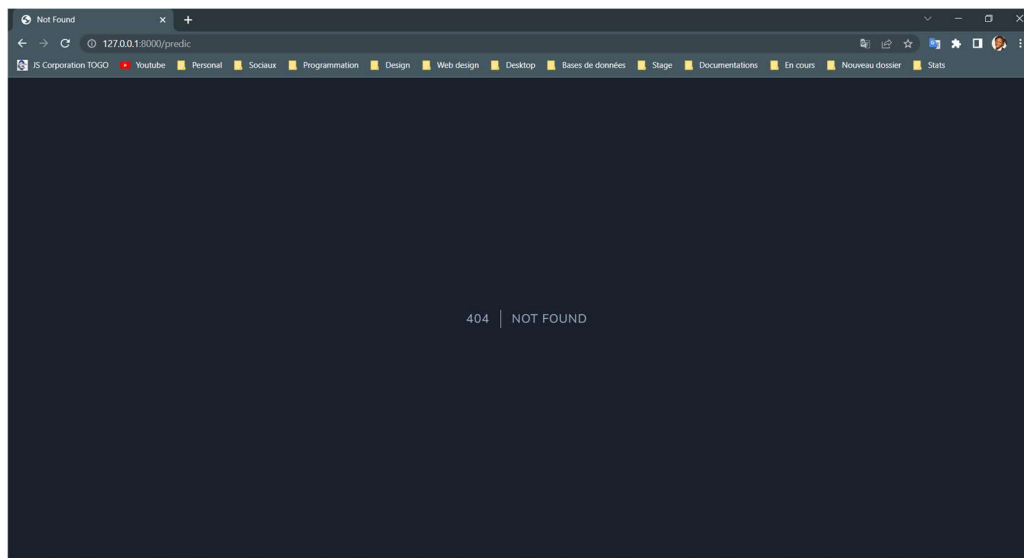 Not Found
127.0.0.1:8000/predic
JS Corporation TOGO Youtube Personal Sociaux Programmation Design Web design Desktop Bases de données Stage Documentations En cours Nouveau dossier Stats
404 NOT FOUND